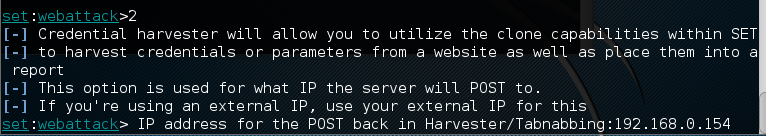 set:webattack>2
[-] Credential harvester will allow you to utilize the clone capabilities within SET
[-] to harvest credentials or parameters from a website as well as place them into a
report
[-] This option is used for what IP the server will POST to.
[-] If you're using an external IP, use your external IP for this
set:webattack> IP address for the POST back in Harvester/Tabnabbing:192.168.0.154